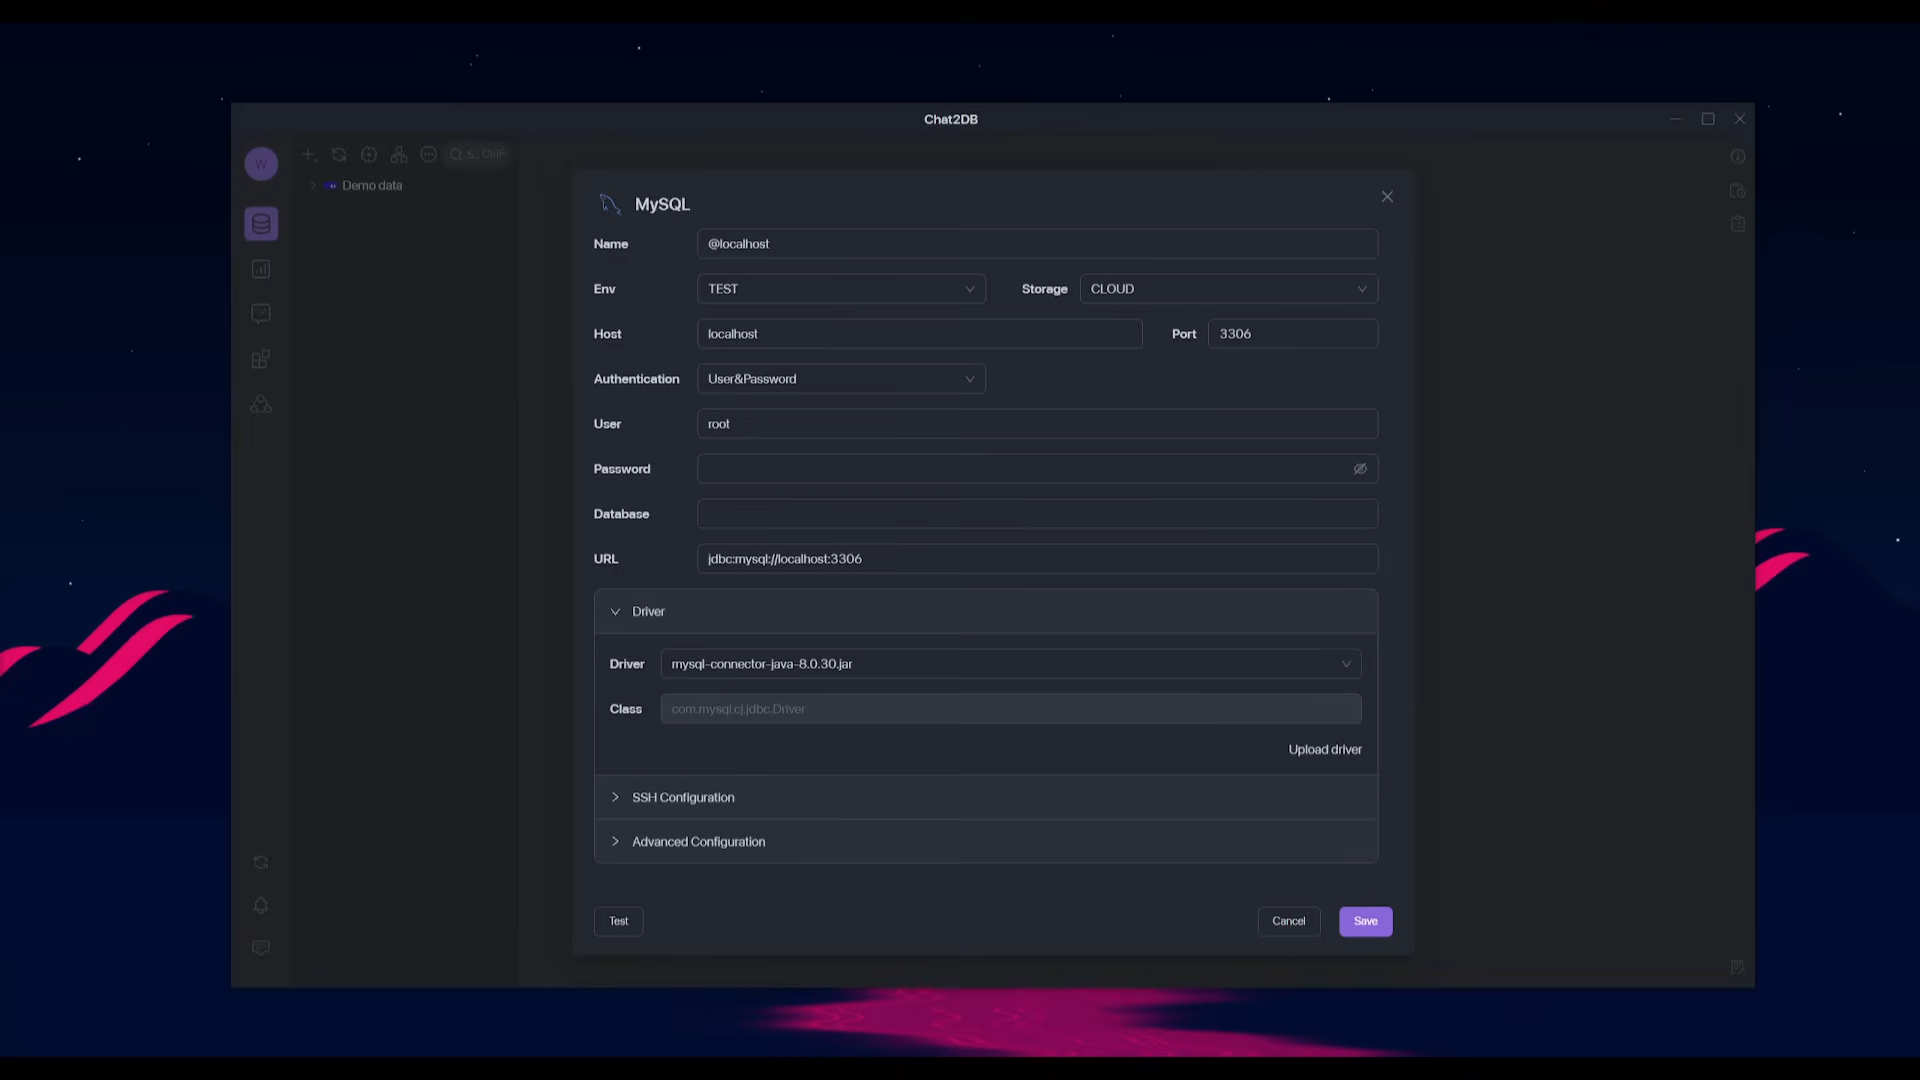 Chat2DB
W
Demo data
MySQL
Name @localhost
Env TEST Storage CLOUD
Host localhost Port 3306
Authentication User&Password
User root
Password
Database
URL jdbc:mysql://localhost:3306
Driver
Driver mysql-connector-java-8.0.30.jar
Class com.mysql.cj.jdbc.Driver
Upload driver
SSH Configuration
Advanced Configuration
Test Cancel Save